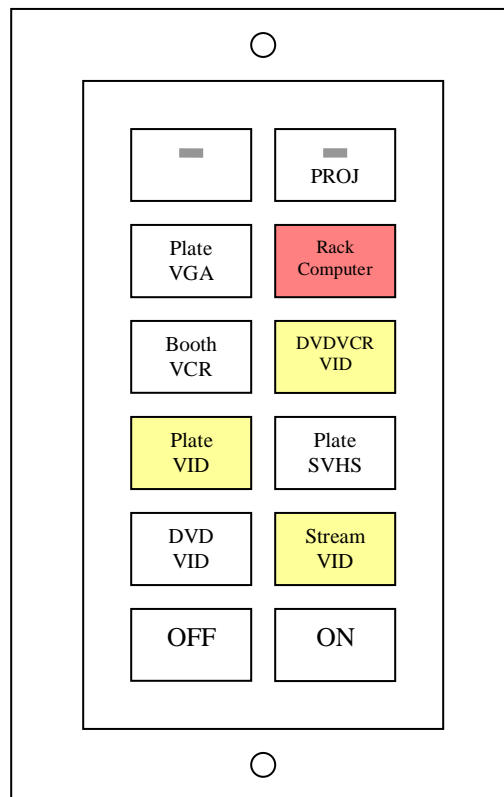 PROJ
Plate
VGA
Rack
Computer
Booth
VCR
DVDVCR
VID
Plate
VID
Plate
SVHS
DVD
VID
Stream
VID
OFF
ON